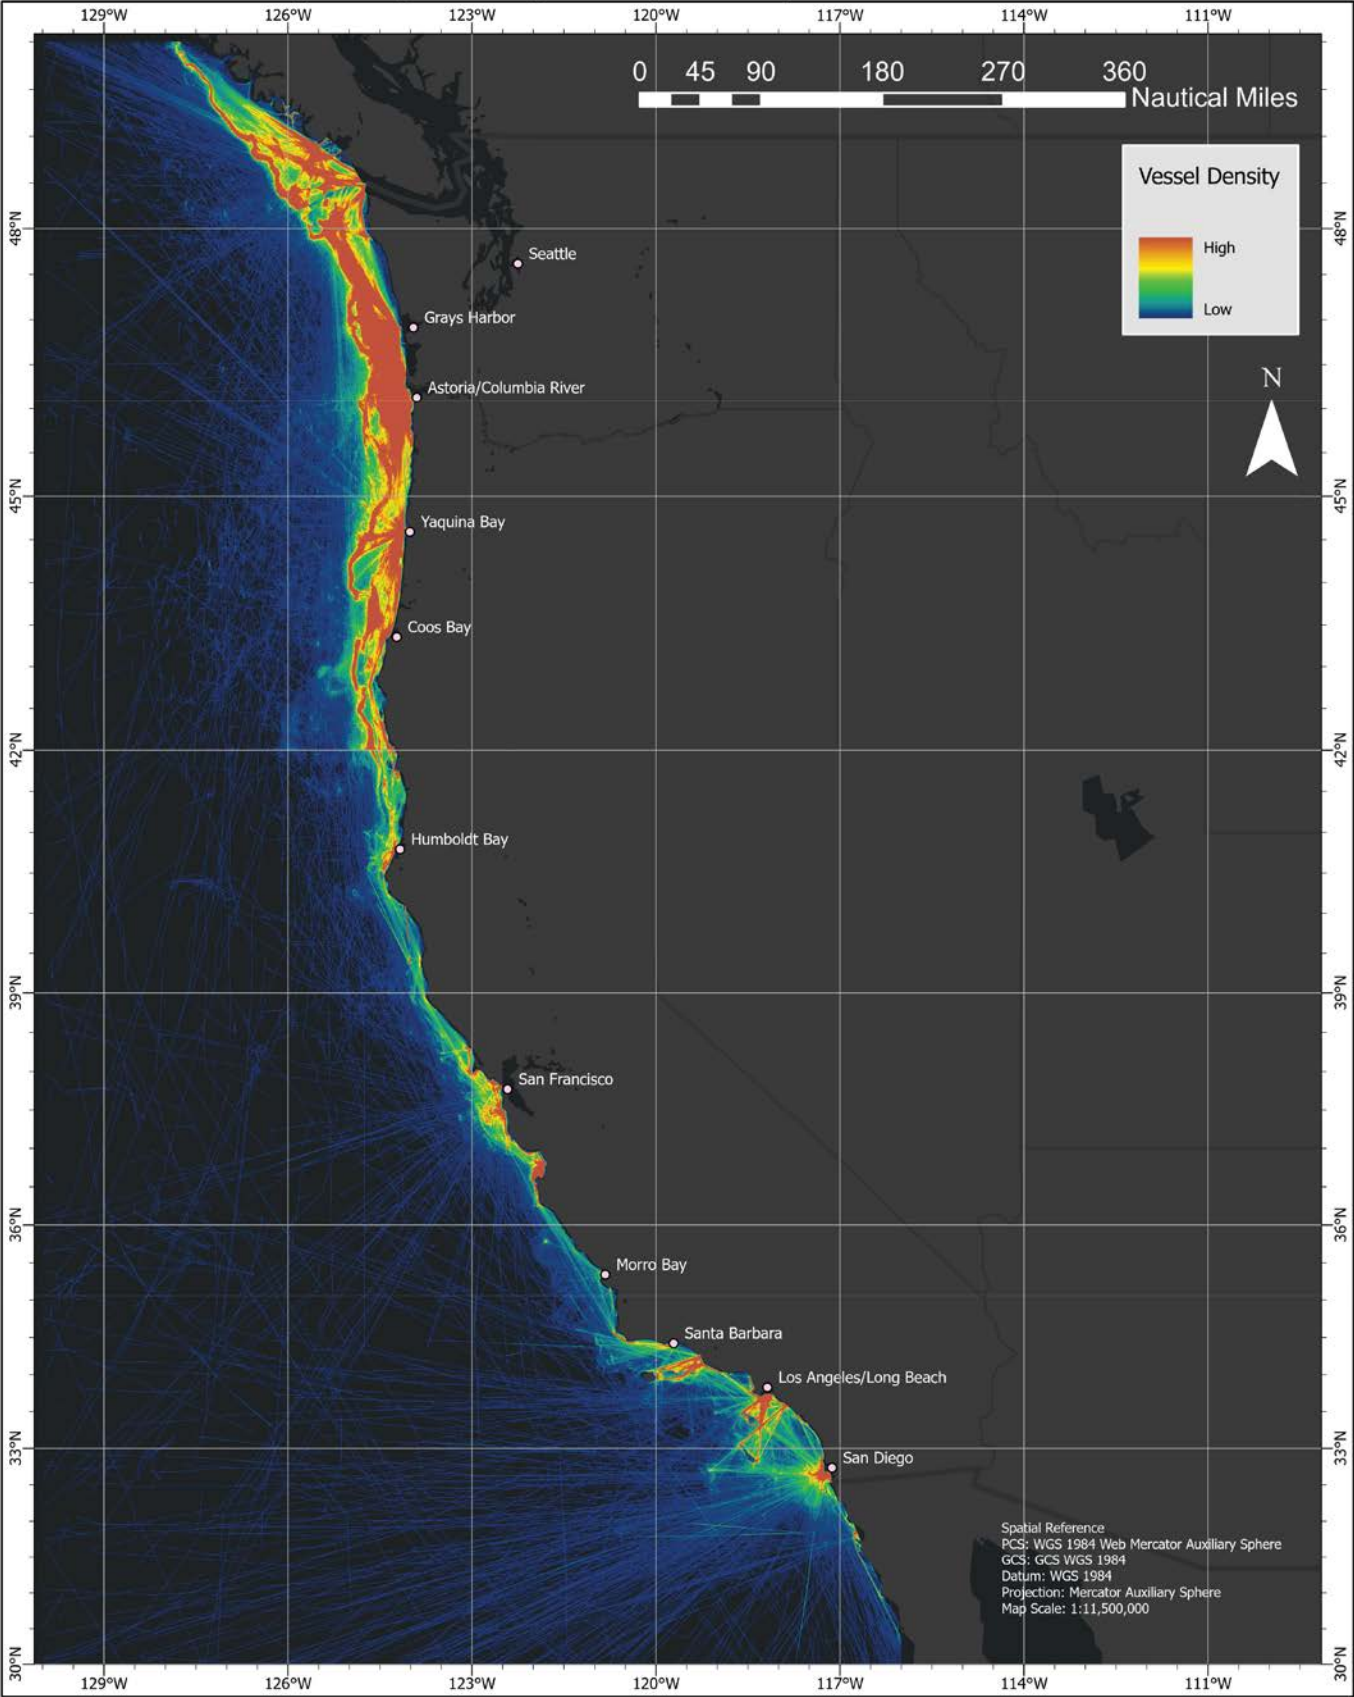 129°W 126°W 123°W 120°W 117°W 114°W 111°W
0 45 90 180 270 360
Nautical Miles
Vessel Density
High
Low
48°N 48°N
Seattle
Grays Harbor
N
Astoria/Columbia River
45°N 45°N
Yaquina Bay
Coos Bay
42°N 42°N
Humboldt Bay
39°N 39°N
San Francisco
36°N 36°N
Morro Bay
Santa Barbara
Los Angeles/Long Beach
33°N 33°N
San Diego
Spatial Reference
PCS: WGS 1984 Web Mercator Auxiliary Sphere
GCS: GCS WGS 1984
Datum: WGS 1984
Projection: Mercator Auxiliary Sphere
Map Scale: 1:11,500,000
30°N 30°N
129°W 126°W 123°W 120°W 117°W 114°W 111°W